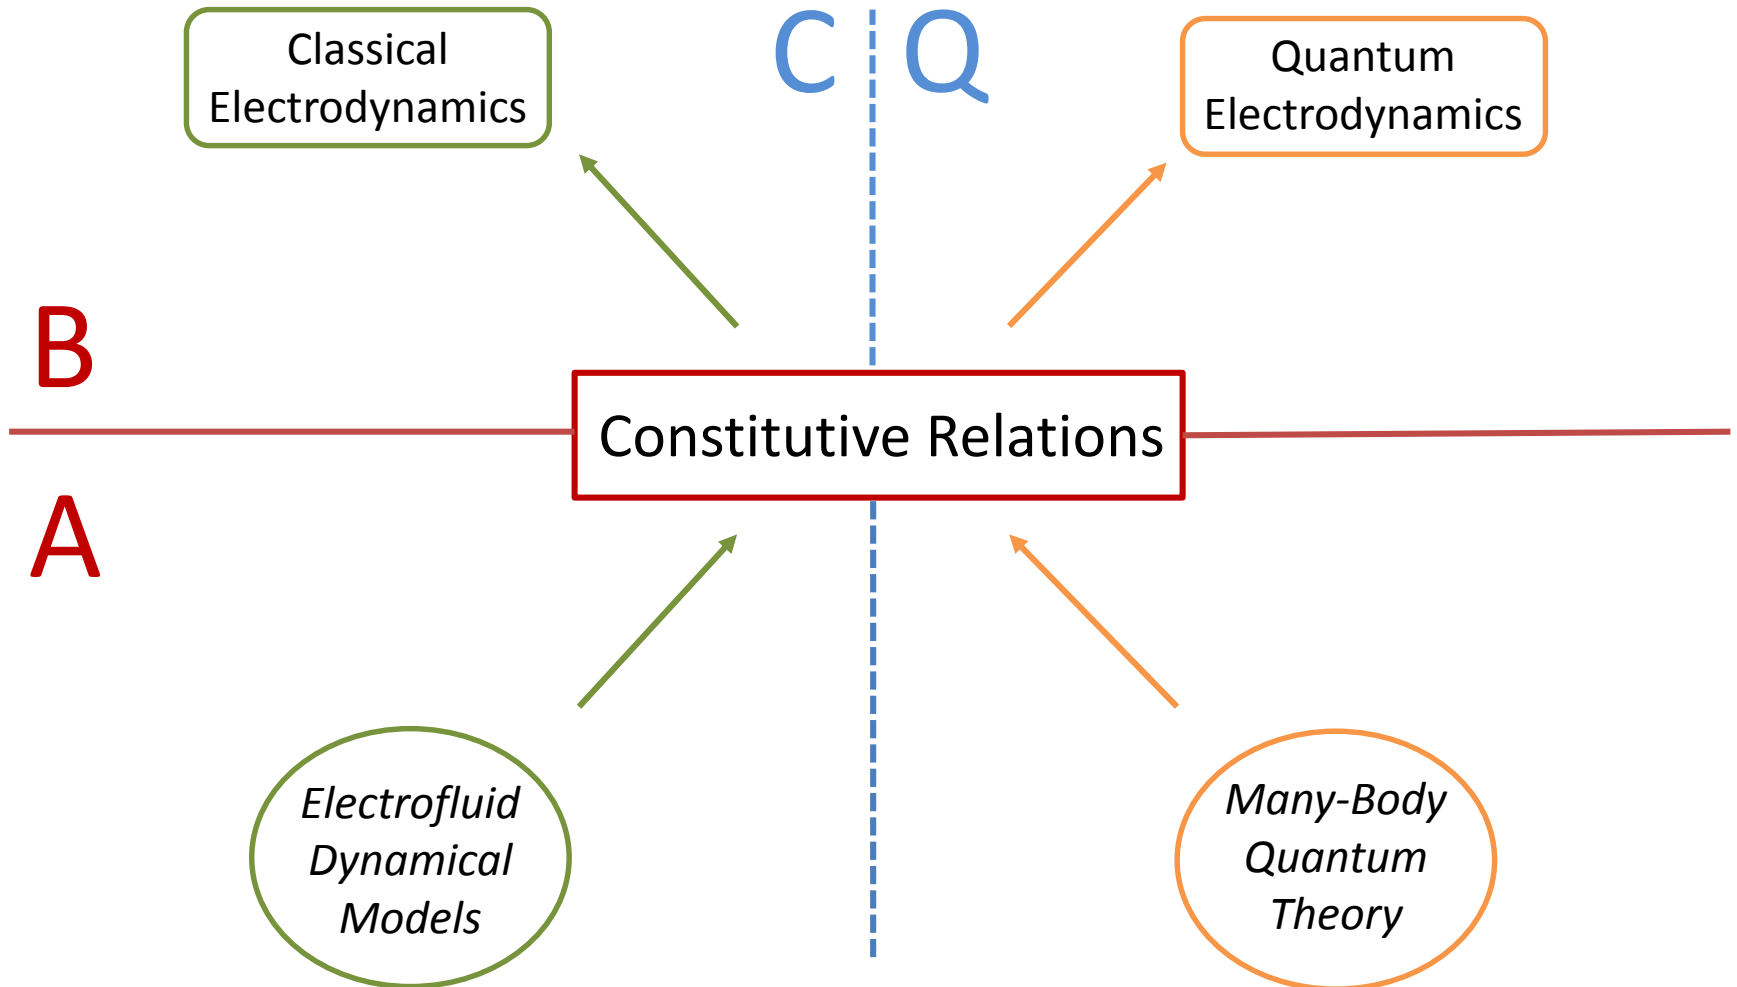 Classical
Electrodynamics
C
Q
Quantum
Electrodynamics
B
Constitutive Relations
A
Electrofluid
Dynamical
Models
Many-Body
Quantum
Theory